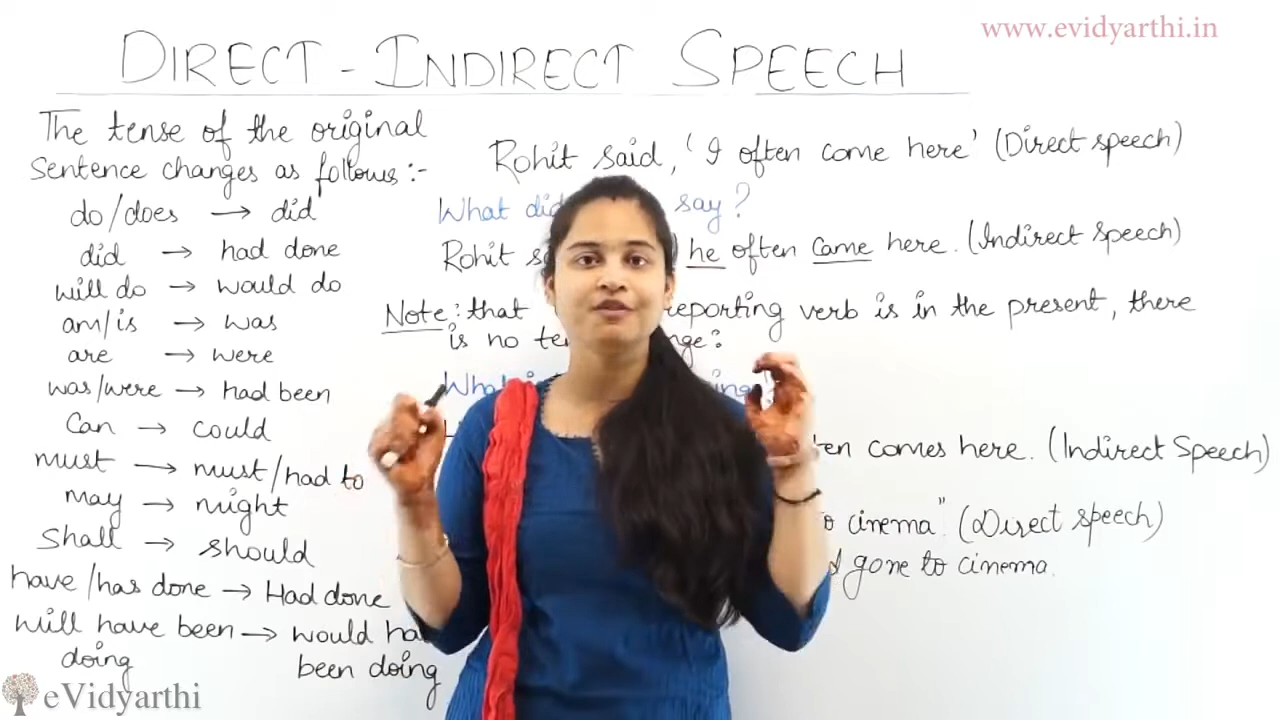 www.evidyarthi.in
DIRECT - INDIRECT SPEECH
The tense of the original
sentence changes as follows :-
do/does → did
did → had done
will do → would do
am/is → was
are → were
was/were → had been
Can → could
must → must/had to
may → might
Shall → should
have/has done → Had done
will have been → would
doing been doing
Rohit said, 'I often come here' (Direct speech)
What did say?
Rohit he often came here. (Indirect speech)
Note: that reporting verb is in the present, there
is no
comes here. (Indirect Speech)
cinema" (Direct speech)
gone to cinema.
eVidyarthi